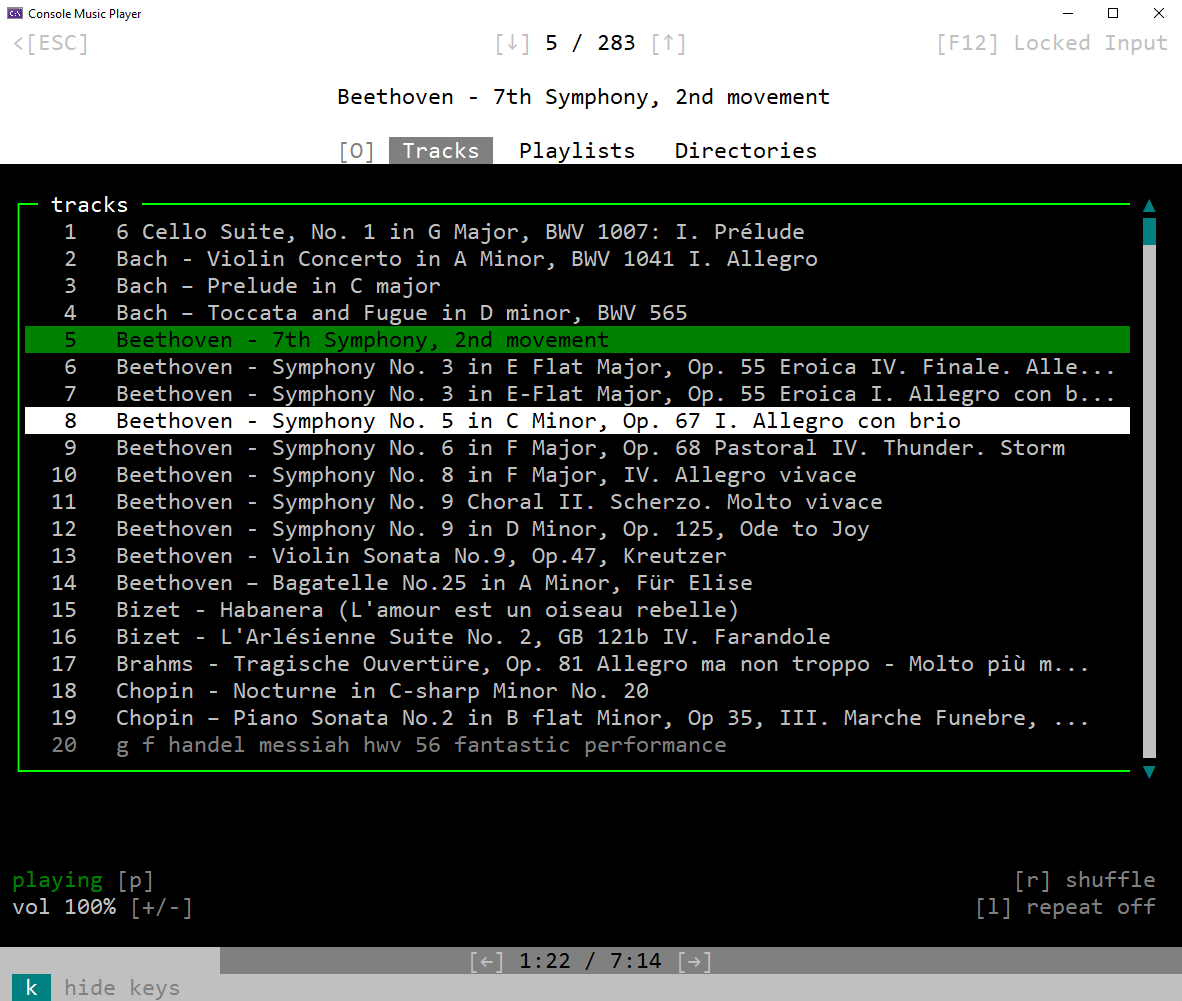 Console Music Player
<[ESC] [↓] 5 / 283 [↑] [F12] Locked Input
Beethoven - 7th Symphony, 2nd movement
[O] Tracks Playlists Directories
tracks
1 6 Cello Suite, No. 1 in G Major, BWV 1007: I. Prélude
2 Bach - Violin Concerto in A Minor, BWV 1041 I. Allegro
3 Bach – Prelude in C major
4 Bach – Toccata and Fugue in D minor, BWV 565
5 Beethoven - 7th Symphony, 2nd movement
6 Beethoven - Symphony No. 3 in E Flat Major, Op. 55 Eroica IV. Finale. Alle...
7 Beethoven - Symphony No. 3 in E-Flat Major, Op. 55 Eroica I. Allegro con b...
8 Beethoven - Symphony No. 5 in C Minor, Op. 67 I. Allegro con brio
9 Beethoven - Symphony No. 6 in F Major, Op. 68 Pastoral IV. Thunder. Storm
10 Beethoven - Symphony No. 8 in F Major, IV. Allegro vivace
11 Beethoven - Symphony No. 9 Choral II. Scherzo. Molto vivace
12 Beethoven - Symphony No. 9 in D Minor, Op. 125, Ode to Joy
13 Beethoven - Violin Sonata No.9, Op.47, Kreutzer
14 Beethoven – Bagatelle No.25 in A Minor, Für Elise
15 Bizet - Habanera (L'amour est un oiseau rebelle)
16 Bizet - L'Arlésienne Suite No. 2, GB 121b IV. Farandole
17 Brahms - Tragische Ouvertüre, Op. 81 Allegro ma non troppo - Molto più m...
18 Chopin - Nocturne in C-sharp Minor No. 20
19 Chopin – Piano Sonata No.2 in B flat Minor, Op 35, III. Marche Funebre, ...
20 g f handel messiah hwv 56 fantastic performance
playing [p] [r] shuffle
vol 100% [+/-] [l] repeat off
[←] 1:22 / 7:14 [→]
k hide keys